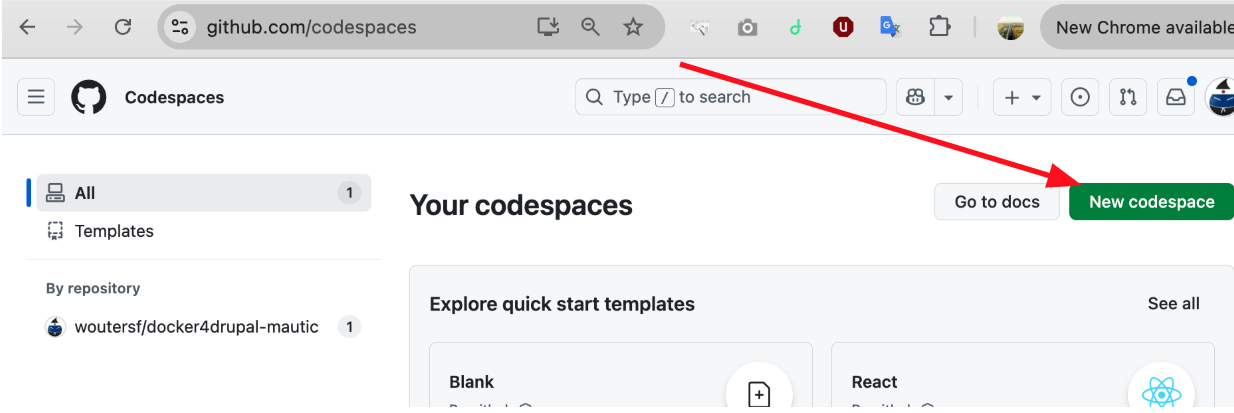 github.com/codespaces
New Chrome available
Codespaces
Type / to search
All 1
Templates
By repository
woutersf/docker4drupal-mautic 1
Your codespaces
Go to docs
New codespace
Explore quick start templates
See all
Blank
React